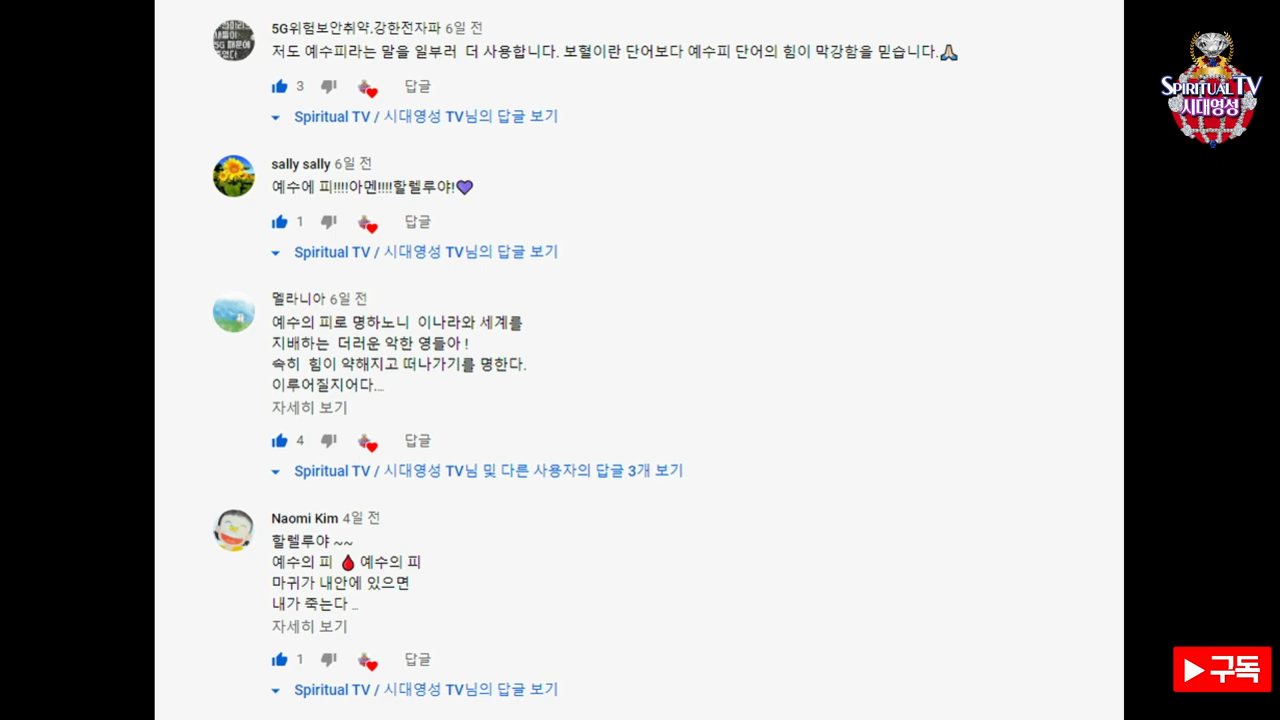 5G위험보안취약.강한전자파 6일 전
저도 예수피라는 말을 일부러 더 사용합니다. 보혈이란 단어보다 예수피 단어의 힘이 막강함을 믿습니다.🙏🏻
3 답글
Spiritual TV / 시대영성 TV님의 답글 보기
sally sally 6일 전
예수에 피!!!!아멘!!!!할렐루야!💜
1 답글
Spiritual TV / 시대영성 TV님의 답글 보기
멜라니아 6일 전
예수의 피로 명하노니 이나라와 세계를
지배하는 더러운 악한 영들아 !
속히 힘이 약해지고 떠나가기를 명한다.
이루어질지어다...
자세히 보기
4 답글
Spiritual TV / 시대영성 TV님 및 다른 사용자의 답글 3개 보기
Naomi Kim 4일 전
할렐루야 ~~
예수의 피 🩸 예수의 피
마귀가 내안에 있으면
내가 죽는다 ...
자세히 보기
1 답글
Spiritual TV / 시대영성 TV님의 답글 보기
SPIRITUAL TV
시대영성
구독